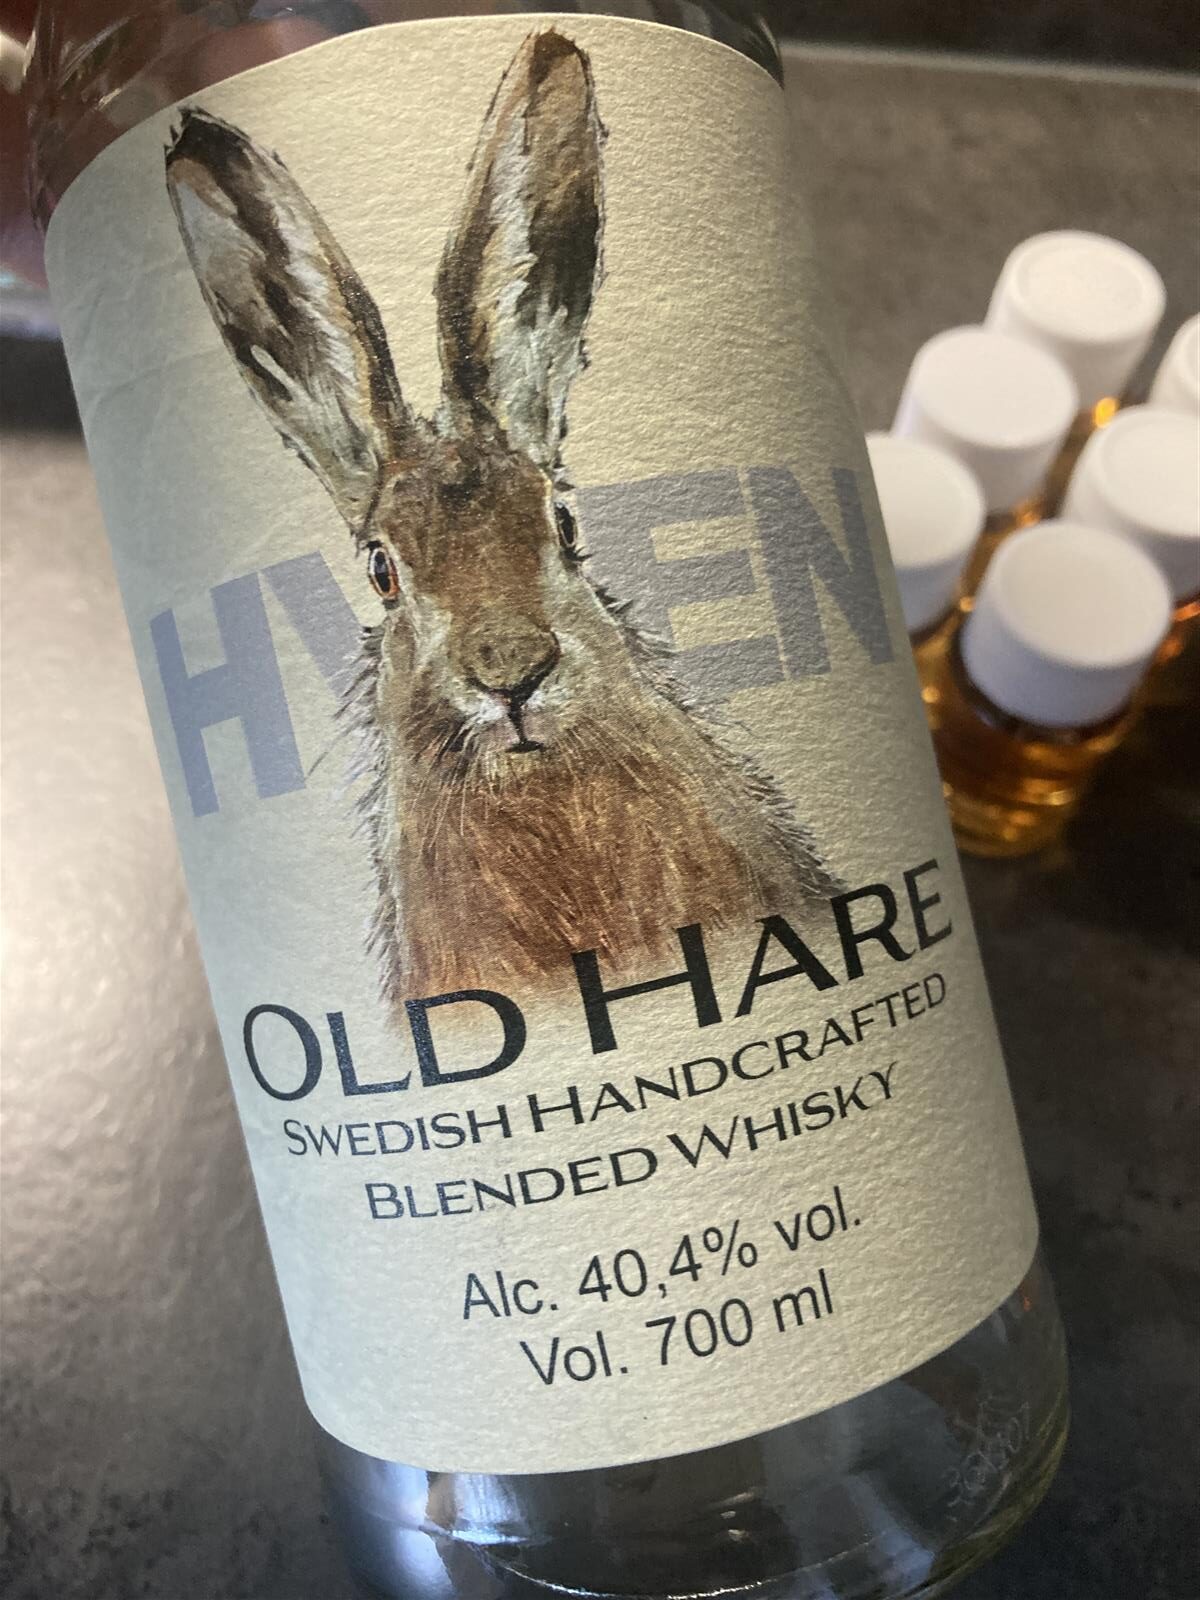 HVEN
OLD HARE
SWEDISH HANDCRAFTED
BLENDED WHISKY
Alc. 40,4% vol.
Vol. 700 ml